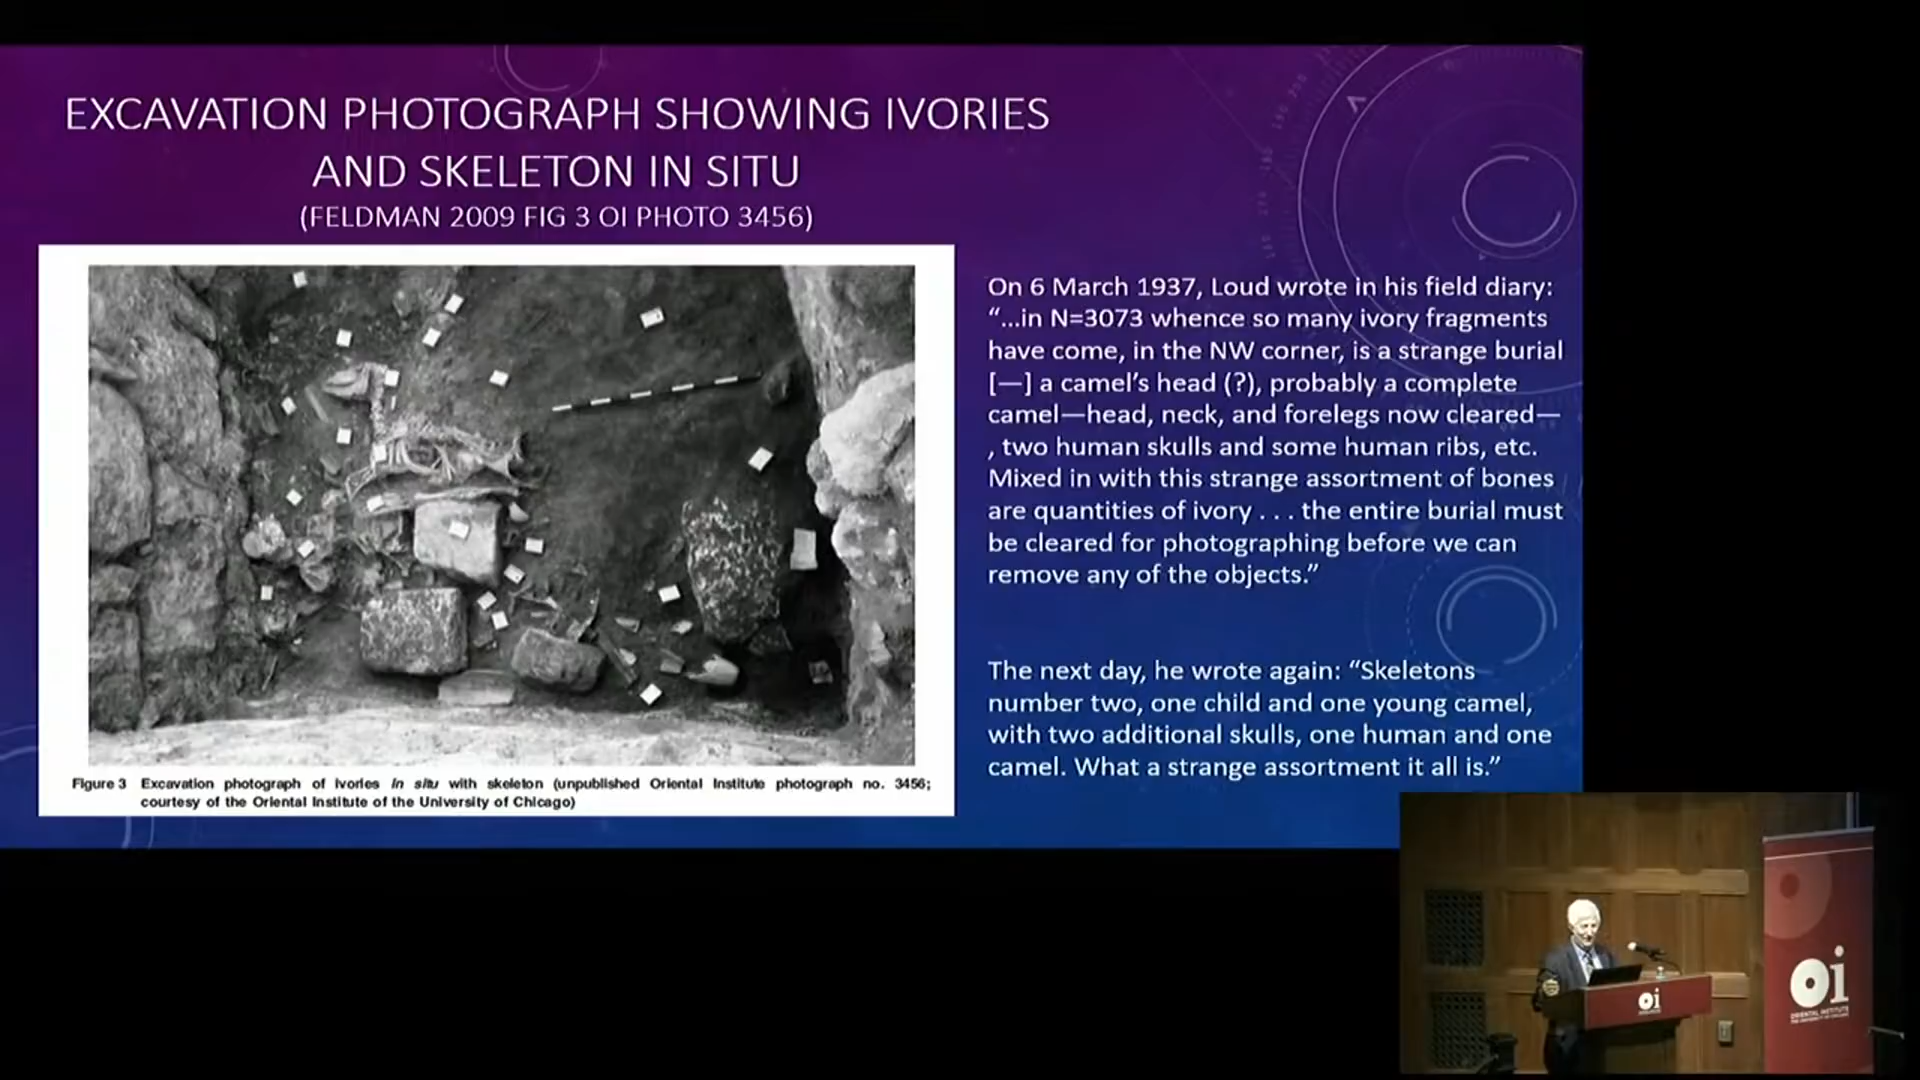 EXCAVATION PHOTOGRAPH SHOWING IVORIES
AND SKELETON IN SITU
(FELDMAN 2009 FIG 3 OI PHOTO 3456)
Figure 3 Excavation photograph of ivories in situ with skeleton (unpublished Oriental Institute photograph no. 3456;
courtesy of the Oriental Institute of the University of Chicago)
On 6 March 1937, Loud wrote in his field diary:
“...in N=3073 whence so many ivory fragments
have come, in the NW corner, is a strange burial
[—] a camel’s head (?), probably a complete
camel—head, neck, and forelegs now cleared—
, two human skulls and some human ribs, etc.
Mixed in with this strange assortment of bones
are quantities of ivory . . . the entire burial must
be cleared for photographing before we can
remove any of the objects.”
The next day, he wrote again: “Skeletons
number two, one child and one young camel,
with two additional skulls, one human and one
camel. What a strange assortment it all is.”
oi
oi
ORIENTAL INSTITUTE
THE UNIVERSITY OF CHICAGO